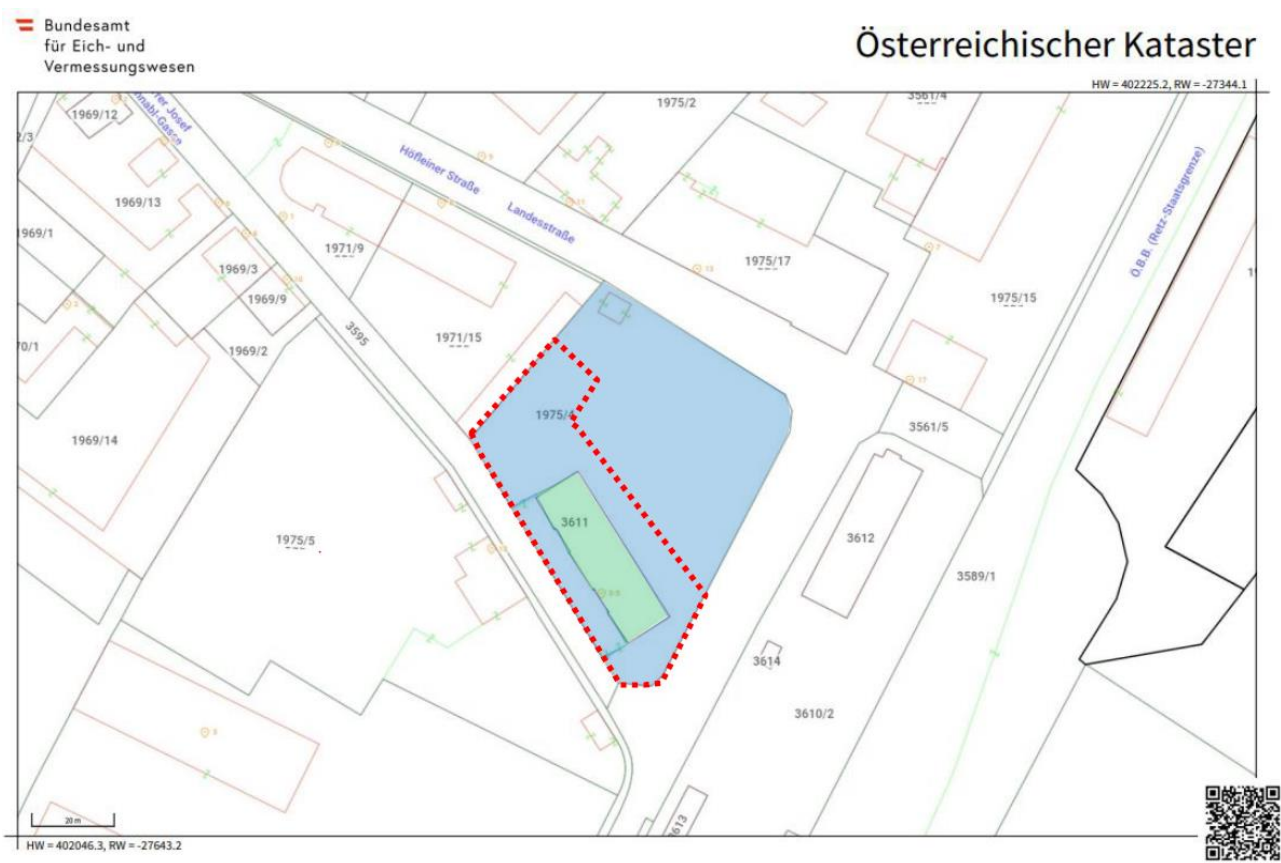 Bundesamt
für Eich- und
Vermessungswesen
Österreichischer Kataster
HW = 402225.2, RW = -27344.1
1969/12
1975/2
3561/4
Höfleiner Straße
Landesstraße
Ö.B.B. (Retz-Staatsgrenze)
1969/13
1969/1
1971/9
1975/17
1969/3
1969/9
1975/15
3595
1971/15
70/1
1969/2
1975/4
1969/14
3561/5
3611
3612
1975/5
3589/1
3614
3610/2
3613
20 m
HW = 402046.3, RW = -27643.2